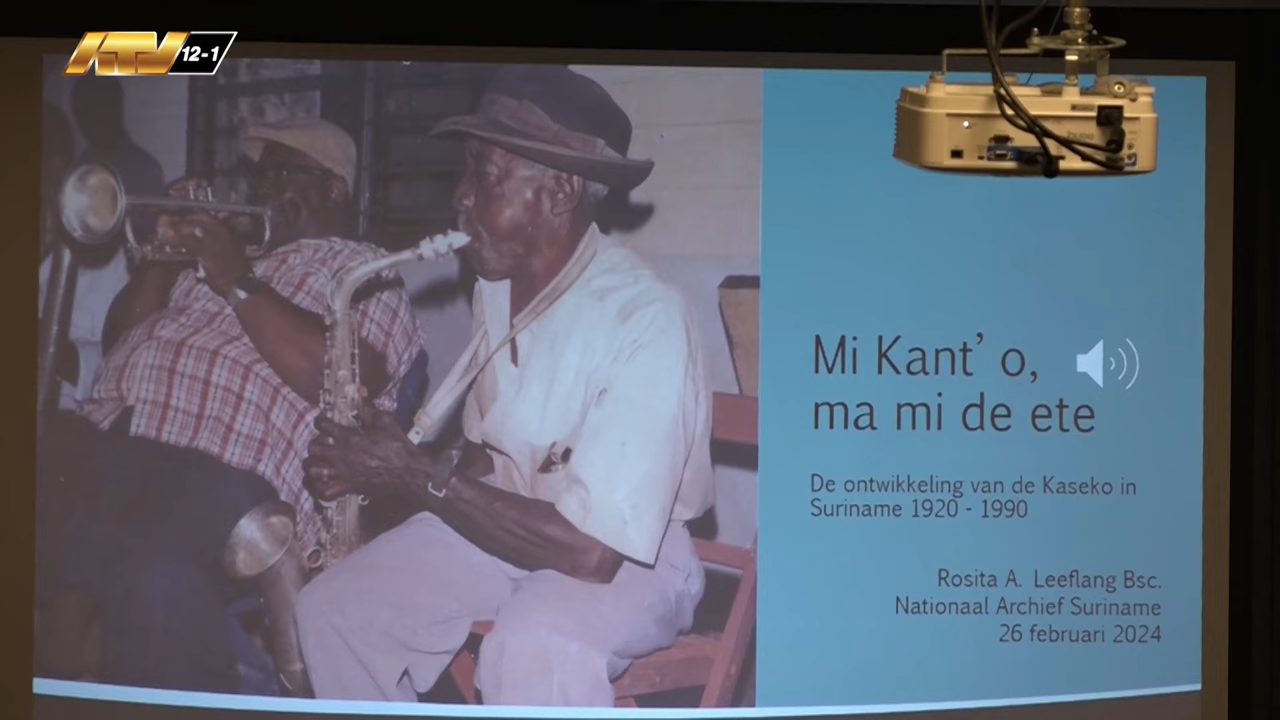 ATV 12-1
Mi Kant' o,
ma mi de ete
De ontwikkeling van de Kaseko in
Suriname 1920 - 1990
Rosita A. Leeflang Bsc.
Nationaal Archief Suriname
26 februari 2024